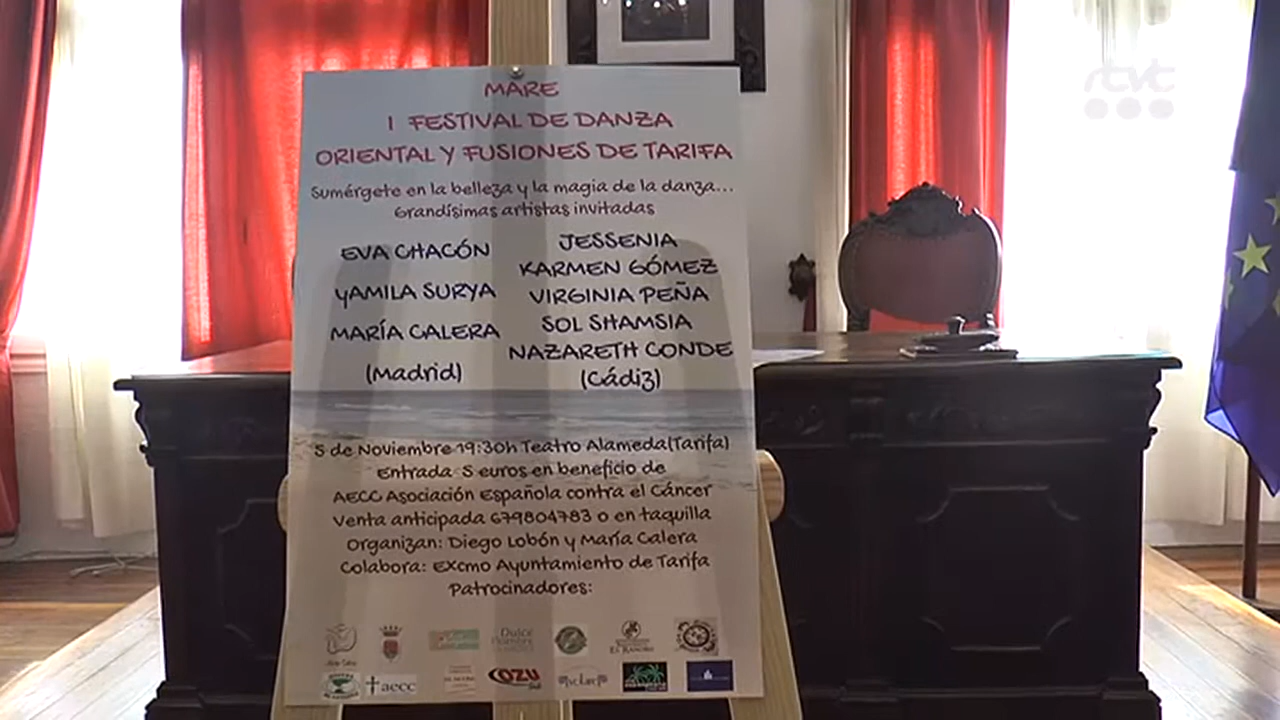 rtvt
MARE
I FESTIVAL DE DANZA
ORIENTAL Y FUSIONES DE TARIFA
Sumérgete en la belleza y la magia de la danza...
Grandísimas artistas invitadas
EVA CHACÓN
YAMILA SURYA
MARÍA CALERA
(Madrid)
JESSENIA
KARMEN GÓMEZ
VIRGINIA PEÑA
SOL SHAMSIA
NAZARETH CONDE
(Cádiz)
5 de Noviembre 19:30h Teatro Alameda(Tarifa)
Entrada 5 euros en beneficio de
AECC Asociación Española contra el Cáncer
Venta anticipada 679804783 o en taquilla
Organizan: Diego Lobón y María Calera
Colabora: EXcmo Ayuntamiento de Tarifa
Patrocinadores:
Dulce
aecc
OZU